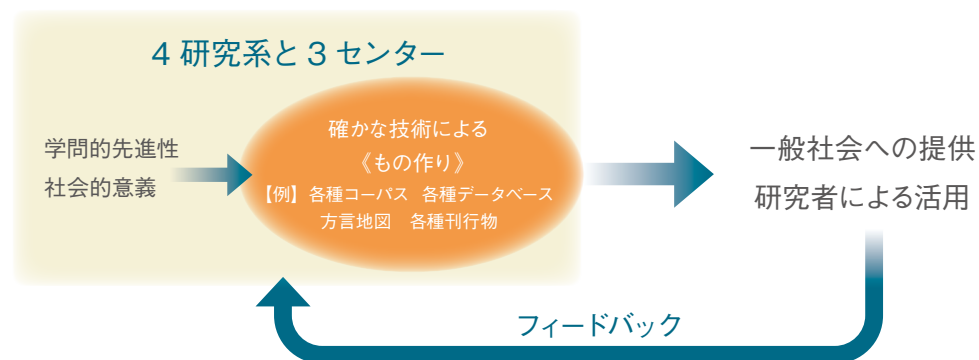 4研究系と3センター
学問的先進性
社会的意義
確かな技術による
《もの作り》
【例】各種コーパス 各種データベース
方言地図 各種刊行物
一般社会への提供
研究者による活用
フィードバック